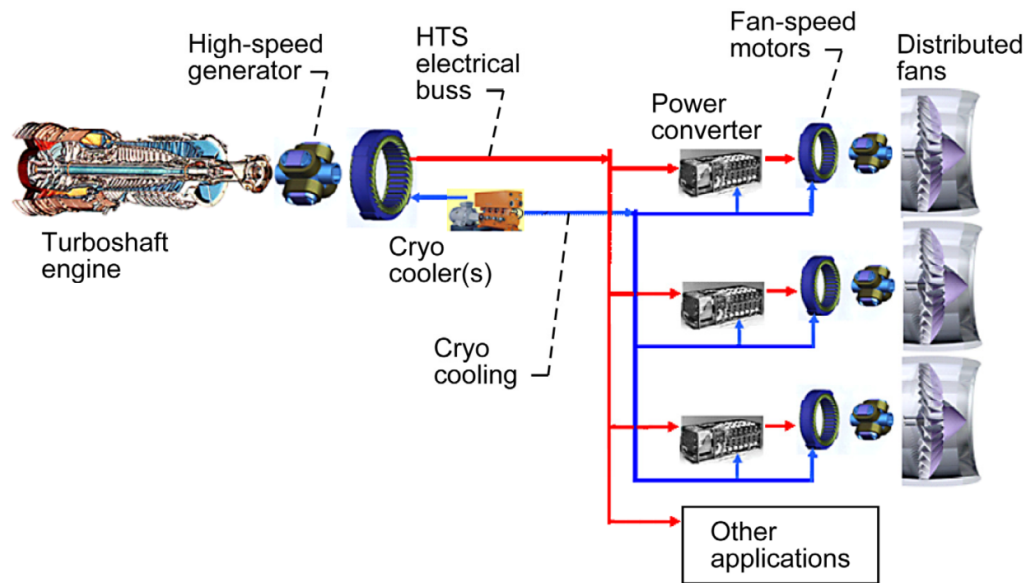 High-speed
generator
HTS
electrical
buss
Fan-speed
motors
Distributed
fans
Power
converter
Turboshaft
engine
Cryo
cooler(s)
Cryo
cooling
Other
applications